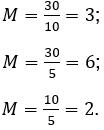 M = 30/10 = 3;
M = 30/5 = 6;
M = 10/5 = 2.